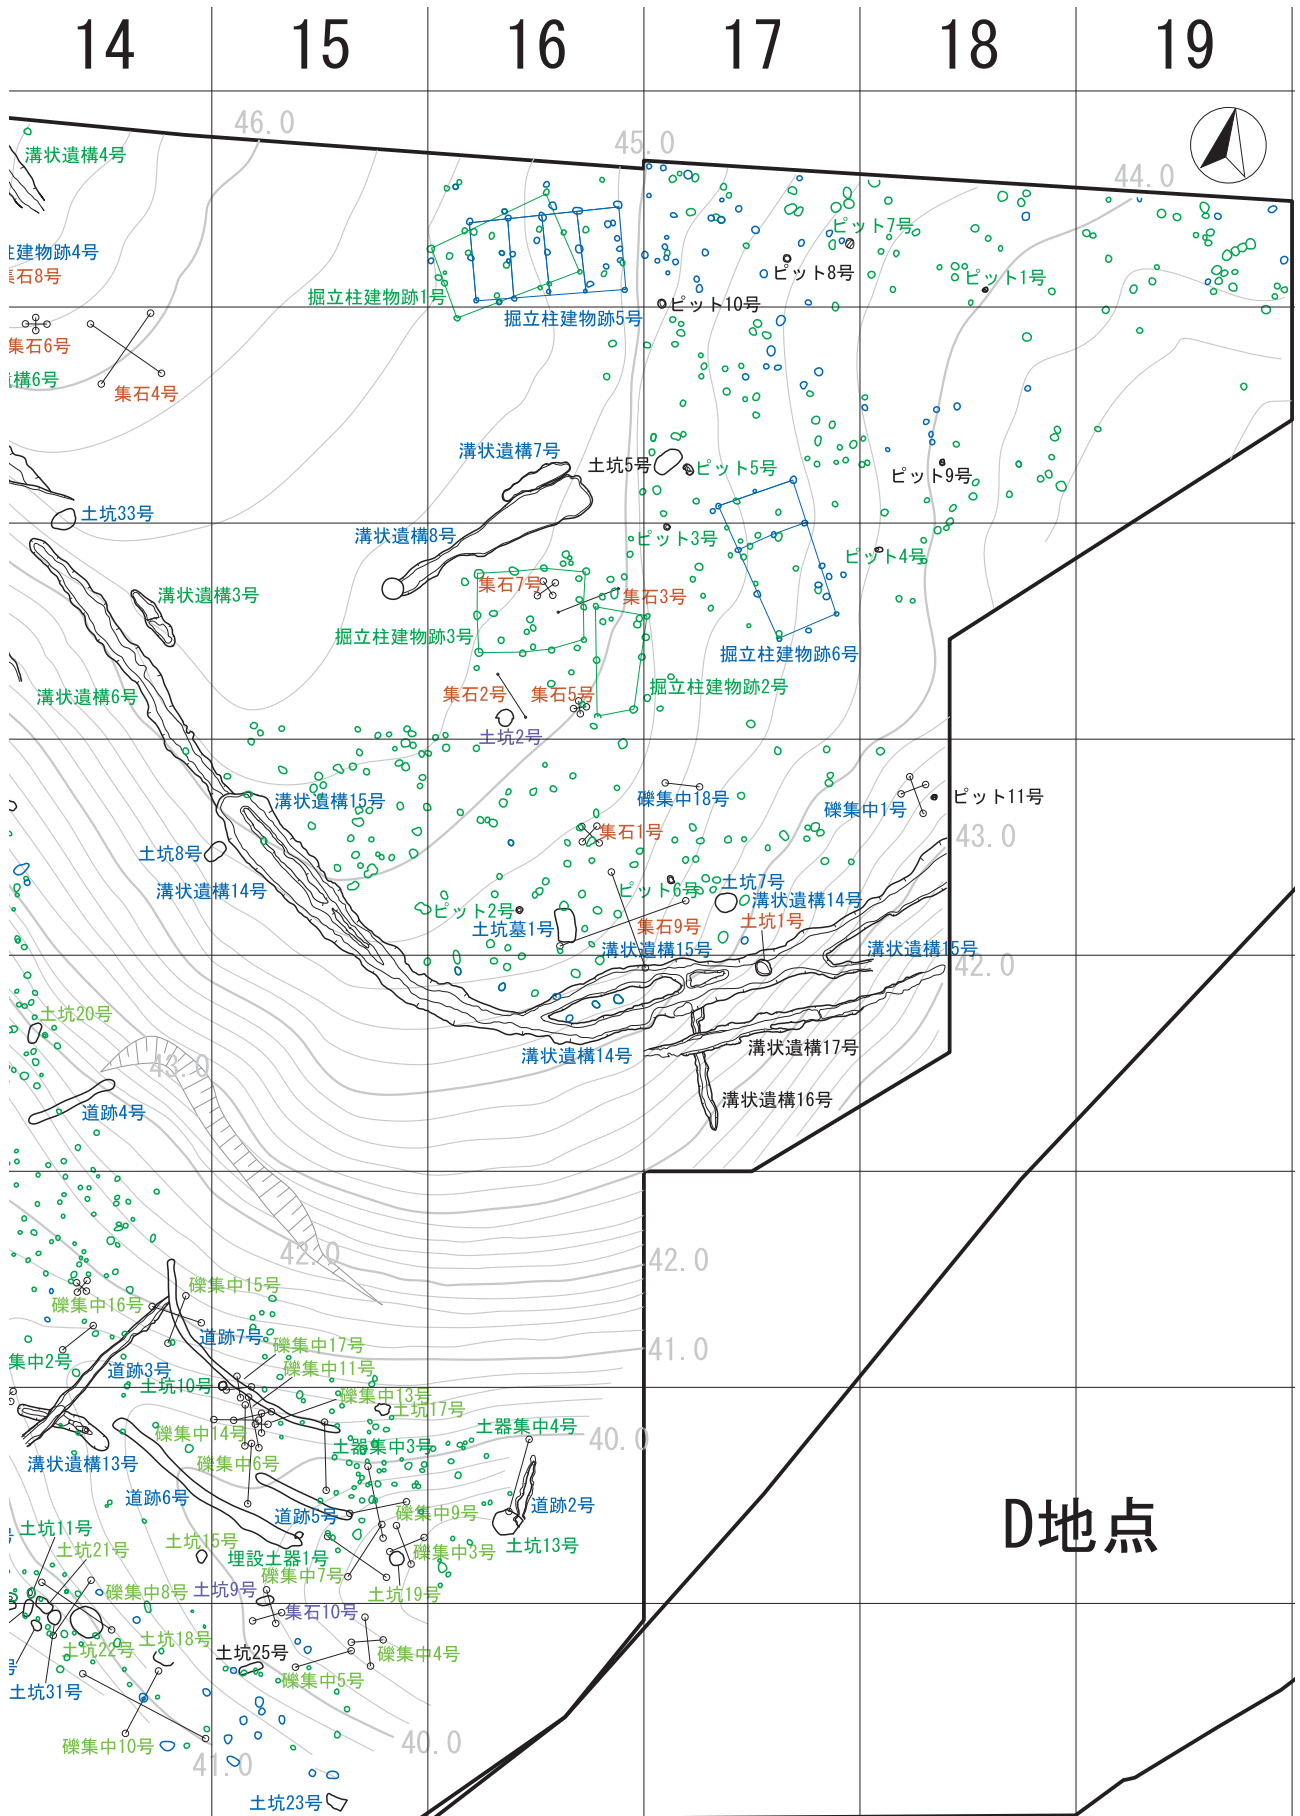 14 15 16 17 18 19
46.0
45.0
44.0
溝状遺構4号
建物跡4号
集石8号
集石6号
構6号
集石4号
掘立柱建物跡1号
掘立柱建物跡5号
ピット7号
ピット8号
ピット1号
ピット10号
溝状遺構7号
土坑5号
ピット5号
ピット9号
土坑33号
溝状遺構8号
ピット3号
ピット4号
溝状遺構3号
集石7号
集石3号
掘立柱建物跡3号
掘立柱建物跡6号
溝状遺構6号
集石2号
集石5号
掘立柱建物跡2号
土坑2号
溝状遺構15号
礫集中18号
礫集中1号
ピット11号
集石1号
43.0
土坑8号
溝状遺構14号
ピット6号
土坑7号
溝状遺構14号
ピット2号
土坑墓1号
集石9号
土坑1号
溝状遺構15号
溝状遺構15号
42.0
土坑20号
溝状遺構14号
溝状遺構17号
43.0
道跡4号
溝状遺構16号
42.0
42.0
礫集中15号
礫集中16号
道跡7号
礫集中17号
41.0
集中2号
道跡3号
礫集中11号
土坑10号
礫集中13号
土坑17号
礫集中14号
土器集中3号
土器集中4号
40.0
溝状遺構13号
礫集中6号
道跡6号
道跡5号
礫集中9号
道跡2号
D地点
号
土坑11号
土坑21号
土坑15号
埋設土器1号
礫集中3号
土坑13号
礫集中7号
礫集中8号
土坑9号
土坑19号
集石10号
土坑22号
土坑18号
土坑25号
礫集中4号
号
土坑31号
礫集中5号
礫集中10号
40.0
41.0
土坑23号